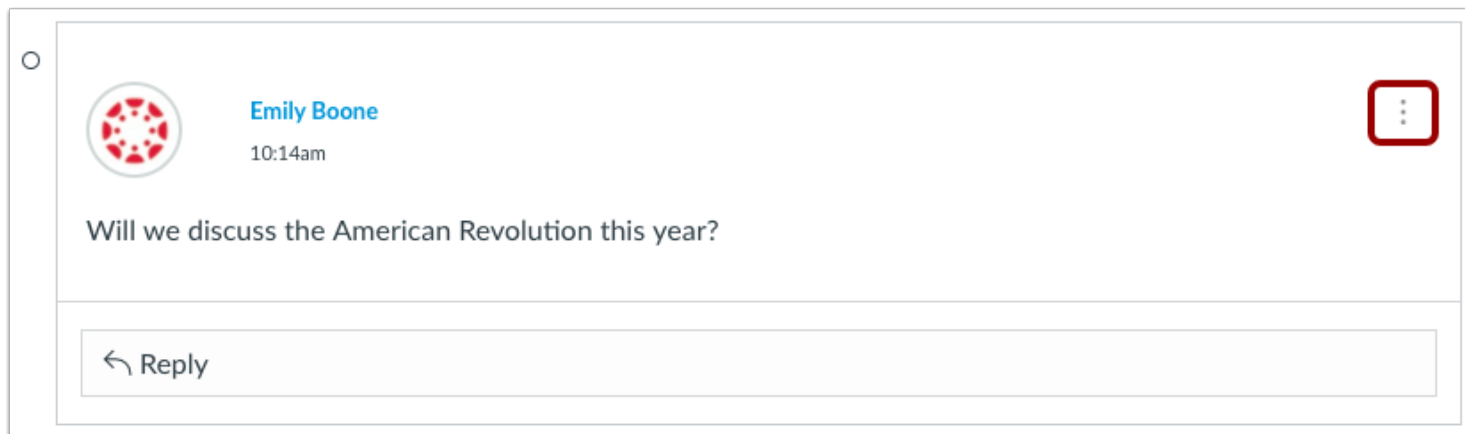 Emily Boone
10:14am
Will we discuss the American Revolution this year?
Reply